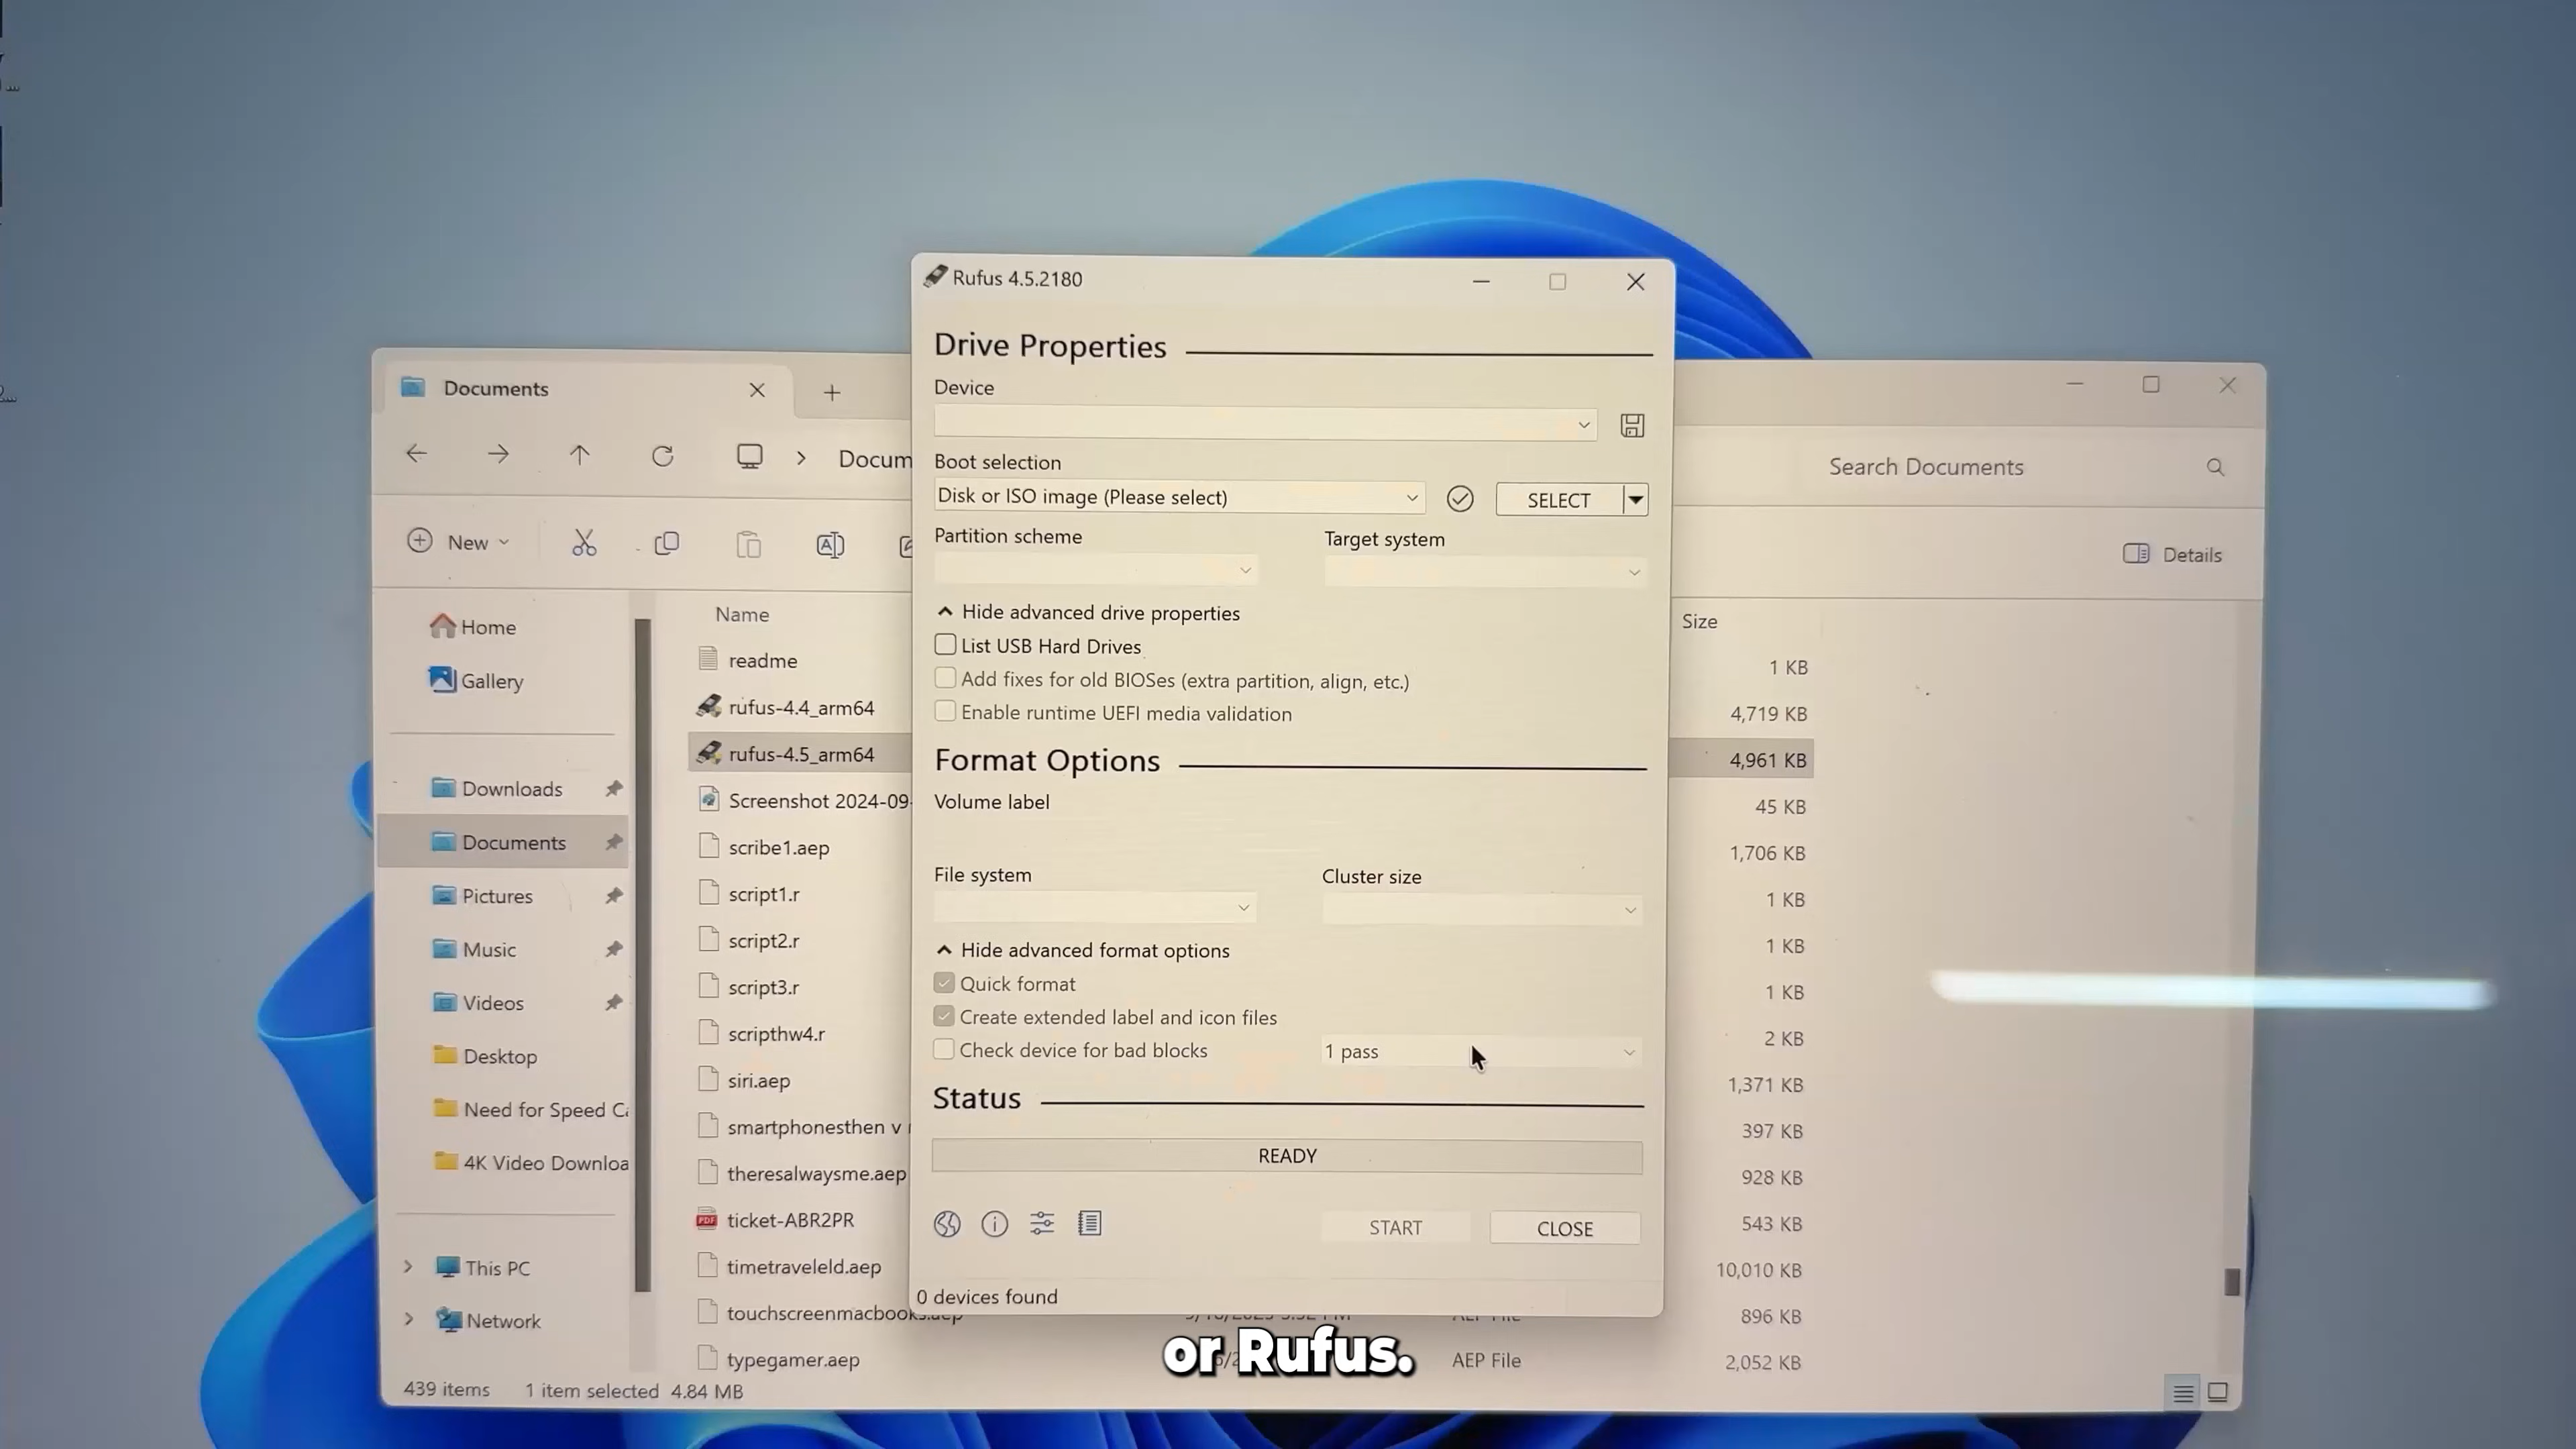 Rufus 4.5.2180
Drive Properties
Device
Boot selection
Disk or ISO image (Please select)
SELECT
Partition scheme
Target system
Hide advanced drive properties
List USB Hard Drives
Add fixes for old BIOSes (extra partition, align, etc.)
Enable runtime UEFI media validation
Format Options
Volume label
File system
Cluster size
Hide advanced format options
Quick format
Create extended label and icon files
Check device for bad blocks
1 pass
Status
READY
START
CLOSE
0 devices found
Documents
Docum
Search Documents
New
Details
Home
Gallery
Downloads
Documents
Pictures
Music
Videos
Desktop
Need for Speed
4K Video Downloa
This PC
Network
Name
Size
readme
1 KB
rufus-4.4_arm64
4,719 KB
rufus-4.5_arm64
4,961 KB
Screenshot 2024-09-
45 KB
scribe1.aep
1,706 KB
script1.r
1 KB
script2.r
1 KB
script3.r
1 KB
scripthw4.r
2 KB
siri.aep
1,371 KB
smartphonesthen v
397 KB
theresalwaysme.aep
928 KB
ticket-ABR2PR
543 KB
timetraveleld.aep
10,010 KB
touchscreenmacbooks.aep
896 KB
typegamer.aep
AEP File
2,052 KB
439 items
1 item selected 4.84 MB
or Rufus.